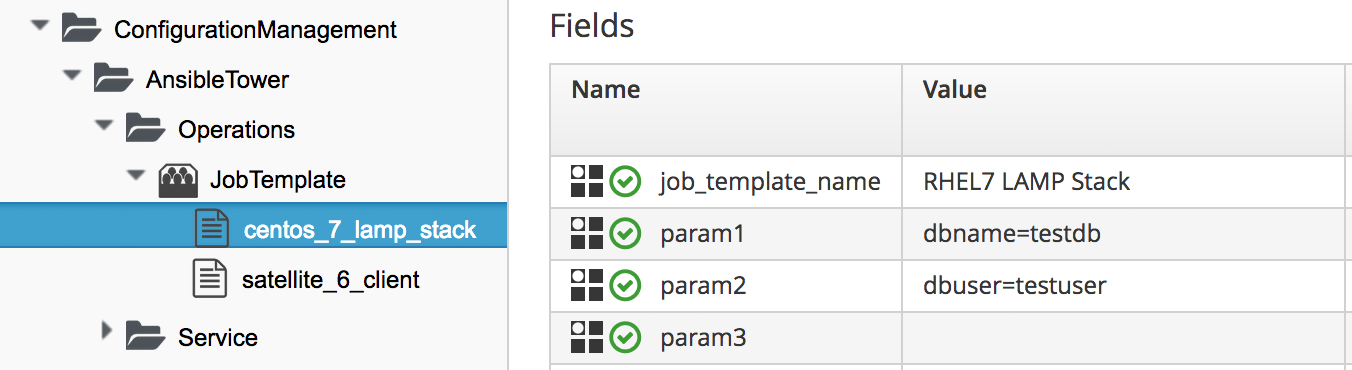 ConfigurationManagement
AnsibleTower
Operations
JobTemplate
centos_7_lamp_stack
satellite_6_client
Service
Fields
Name Value
job_template_name RHEL7 LAMP Stack
param1 dbname=testdb
param2 dbuser=testuser
param3